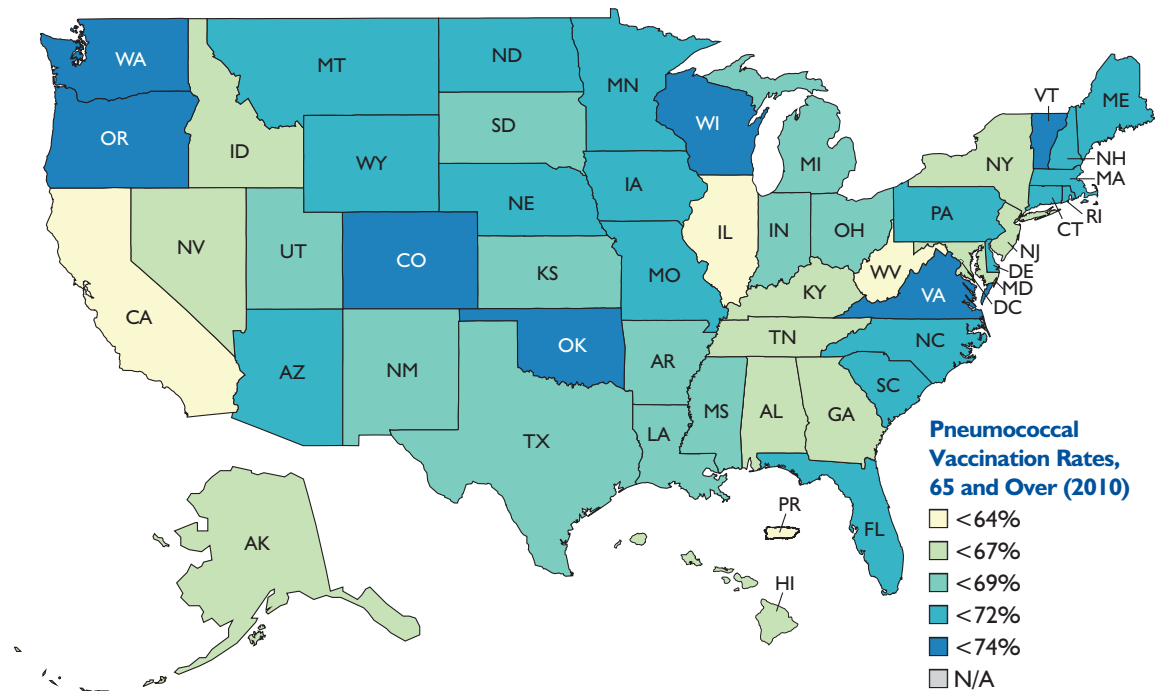 WA
MT
ND
MN
VT
ME
OR
ID
SD
WI
NY
NH
WY
MI
MA
IA
NE
PA
RI
CT
NV
UT
IL
IN
OH
NJ
CO
KS
MO
WV
DE
MD
KY
VA
DC
CA
TN
NC
OK
AZ
NM
AR
SC
MS
AL
GA
TX
LA
Pneumococcal
Vaccination Rates,
65 and Over (2010)
PR
<64%
FL
AK
<67%
<69%
HI
<72%
<74%
N/A